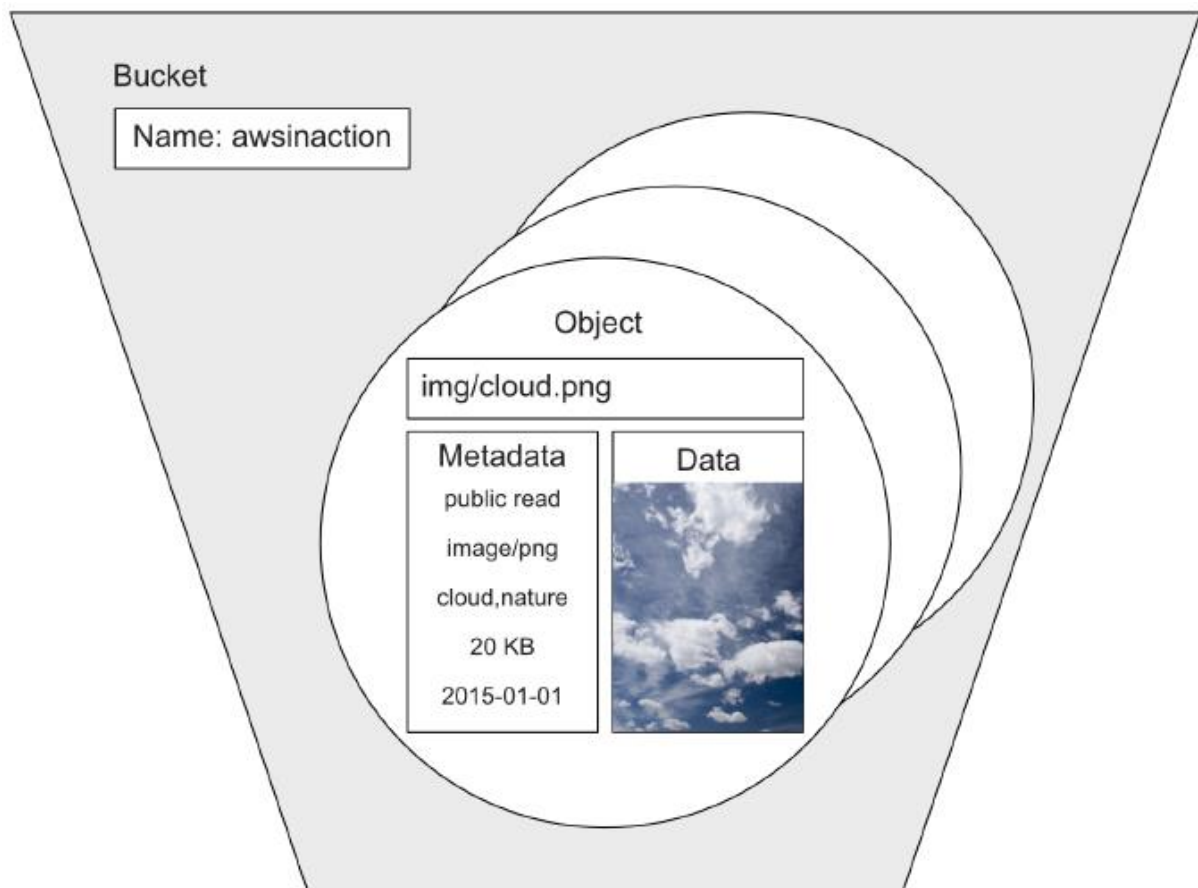 Bucket
Name: awsinaction
Object
img/cloud.png
Metadata
public read
image/png
cloud,nature
20 KB
2015-01-01
Data